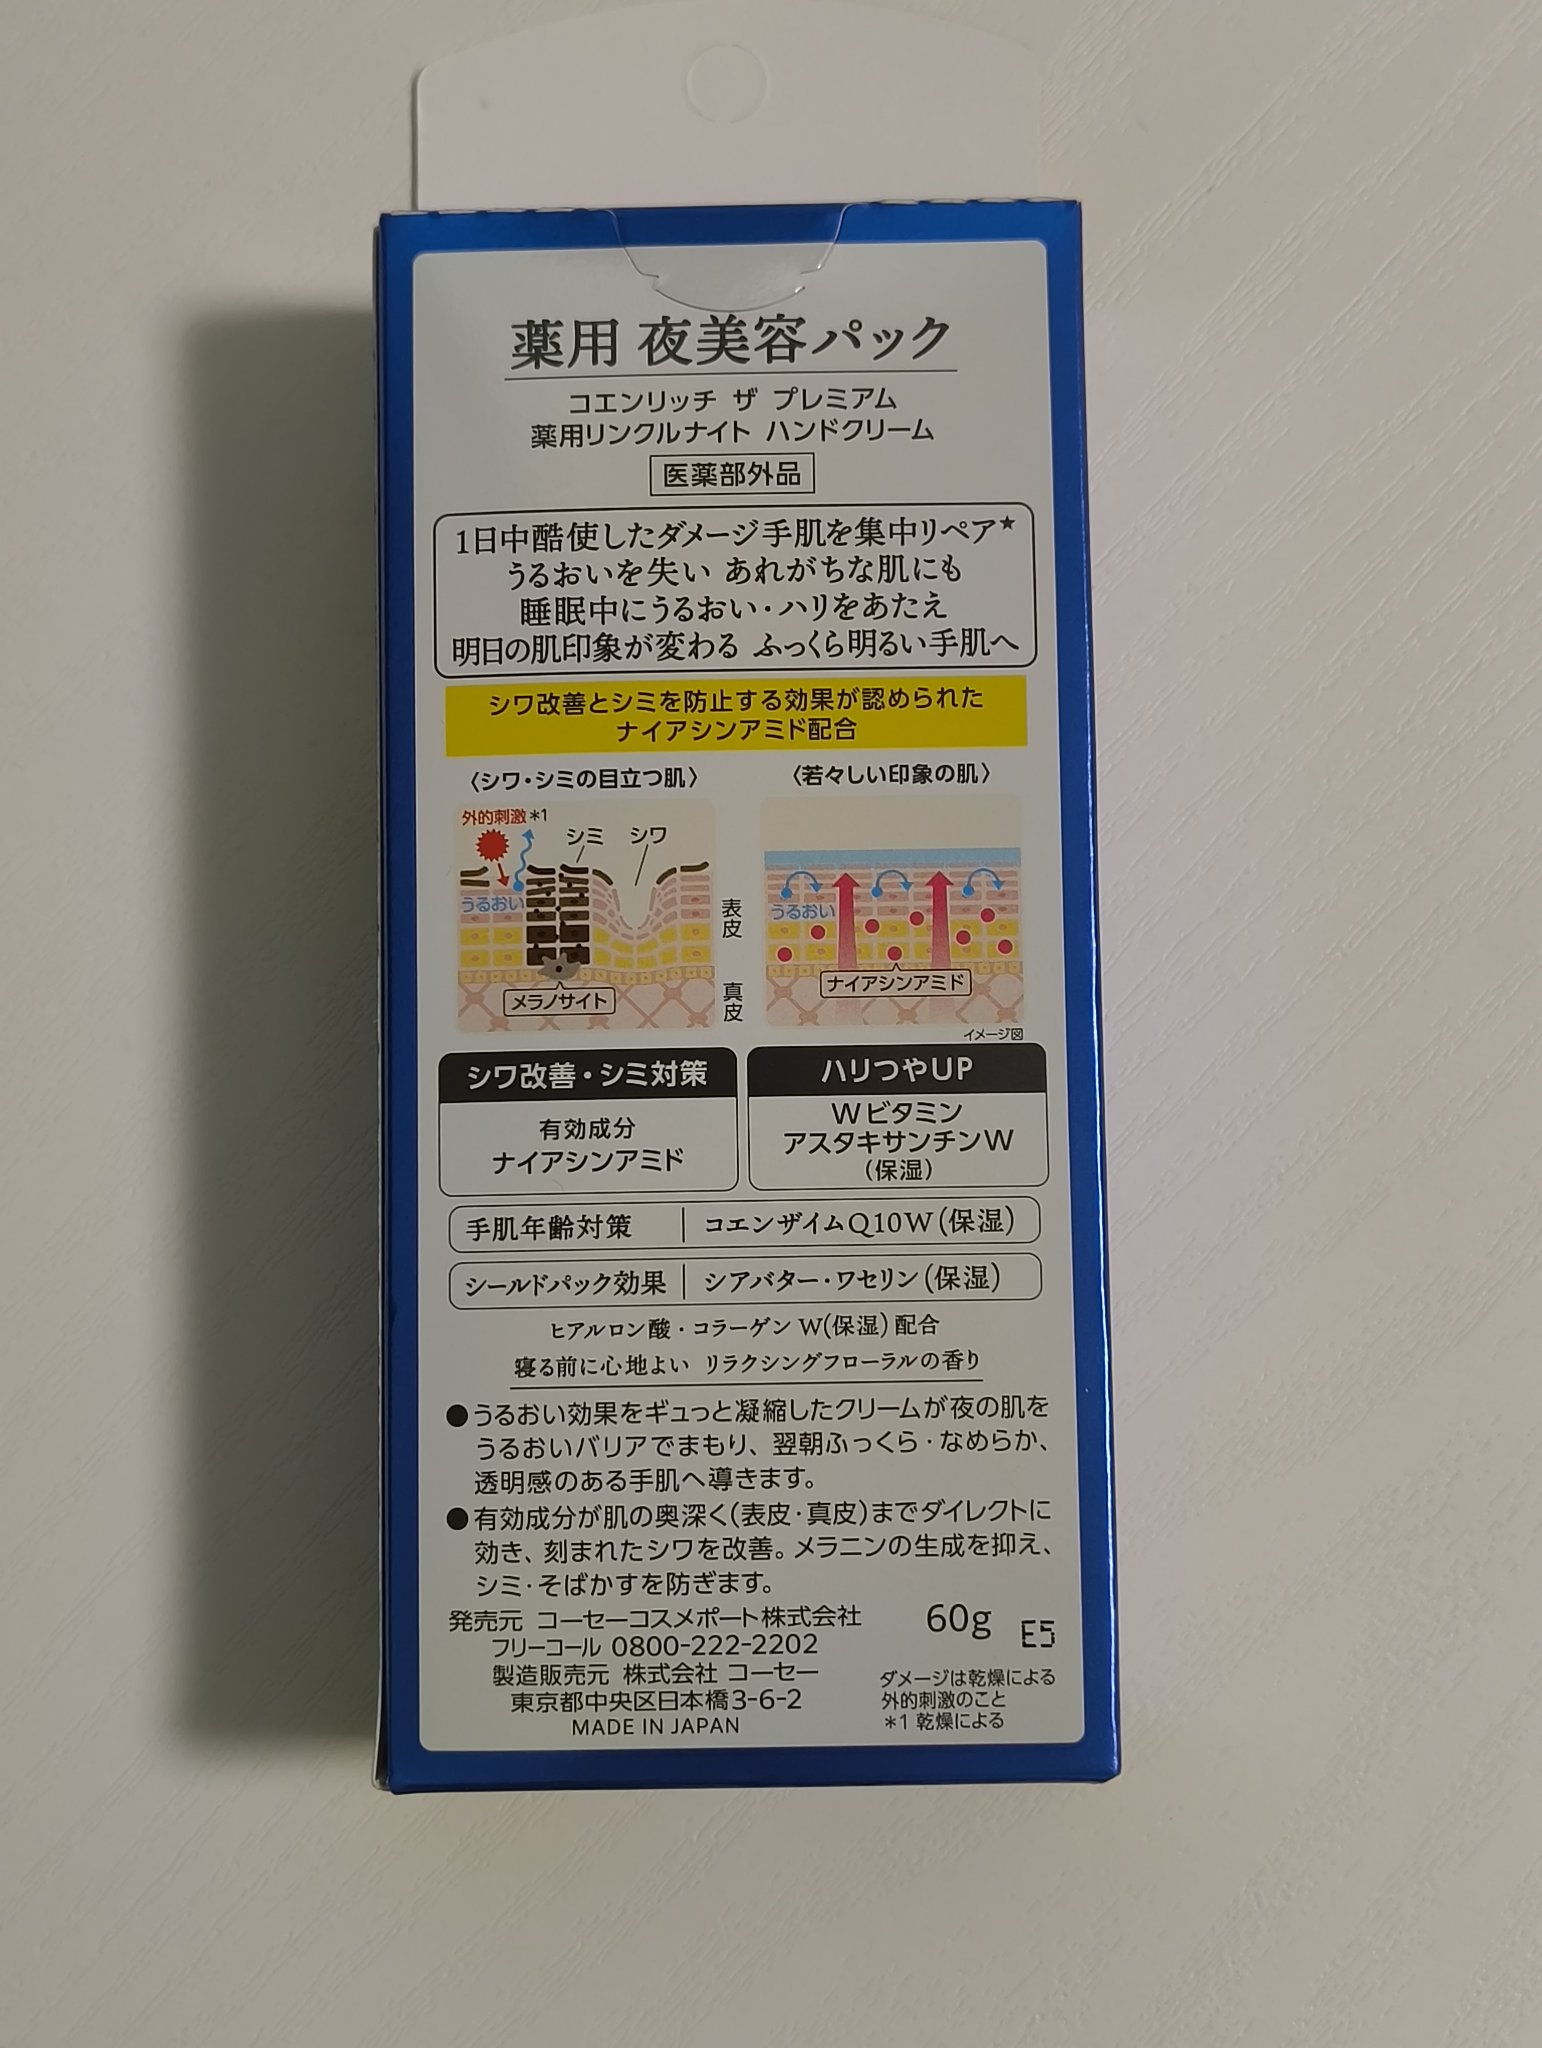 薬用 夜美容パック
コエンリッチ ザ プレミアム
薬用リンクルナイト ハンドクリーム
医薬部外品
1日中酷使したダメージ手肌を集中リペア★
うるおいを失い あれがちな肌にも
睡眠中にうるおい・ハリをあたえ
明日の肌印象が変わる ふっくら明るい手肌へ
シワ改善とシミを防止する効果が認められた
ナイアシンアミド配合
〈シワ・シミの目立つ肌〉
外的刺激*1
シミ
シワ
うるおい
メラノサイト
表皮
真皮
〈若々しい印象の肌〉
うるおい
ナイアシンアミド
イメージ図
シワ改善・シミ対策
有効成分
ナイアシンアミド
ハリつやUP
Wビタミン
アスタキサンチンW
(保湿)
手肌年齢対策 | コエンザイムQ10W(保湿)
シールドパック効果 | シアバター・ワセリン(保湿)
ヒアルロン酸・コラーゲン W(保湿)配合
寝る前に心地よい リラクシングフローラルの香り
●うるおい効果をギュっと凝縮したクリームが夜の肌を
うるおいバリアでまもり、翌朝ふっくら・なめらか、
透明感のある手肌へ導きます。
●有効成分が肌の奥深く(表皮・真皮)までダイレクトに
効き、刻まれたシワを改善。メラニンの生成を抑え、
シミ・そばかすを防ぎます。
発売元 コーセーコスメポート株式会社
フリーコール 0800-222-2202
製造販売元 株式会社 コーセー
東京都中央区日本橋3-6-2
MADE IN JAPAN
60g
E5
ダメージは乾燥による
外的刺激のこと
*1 乾燥による